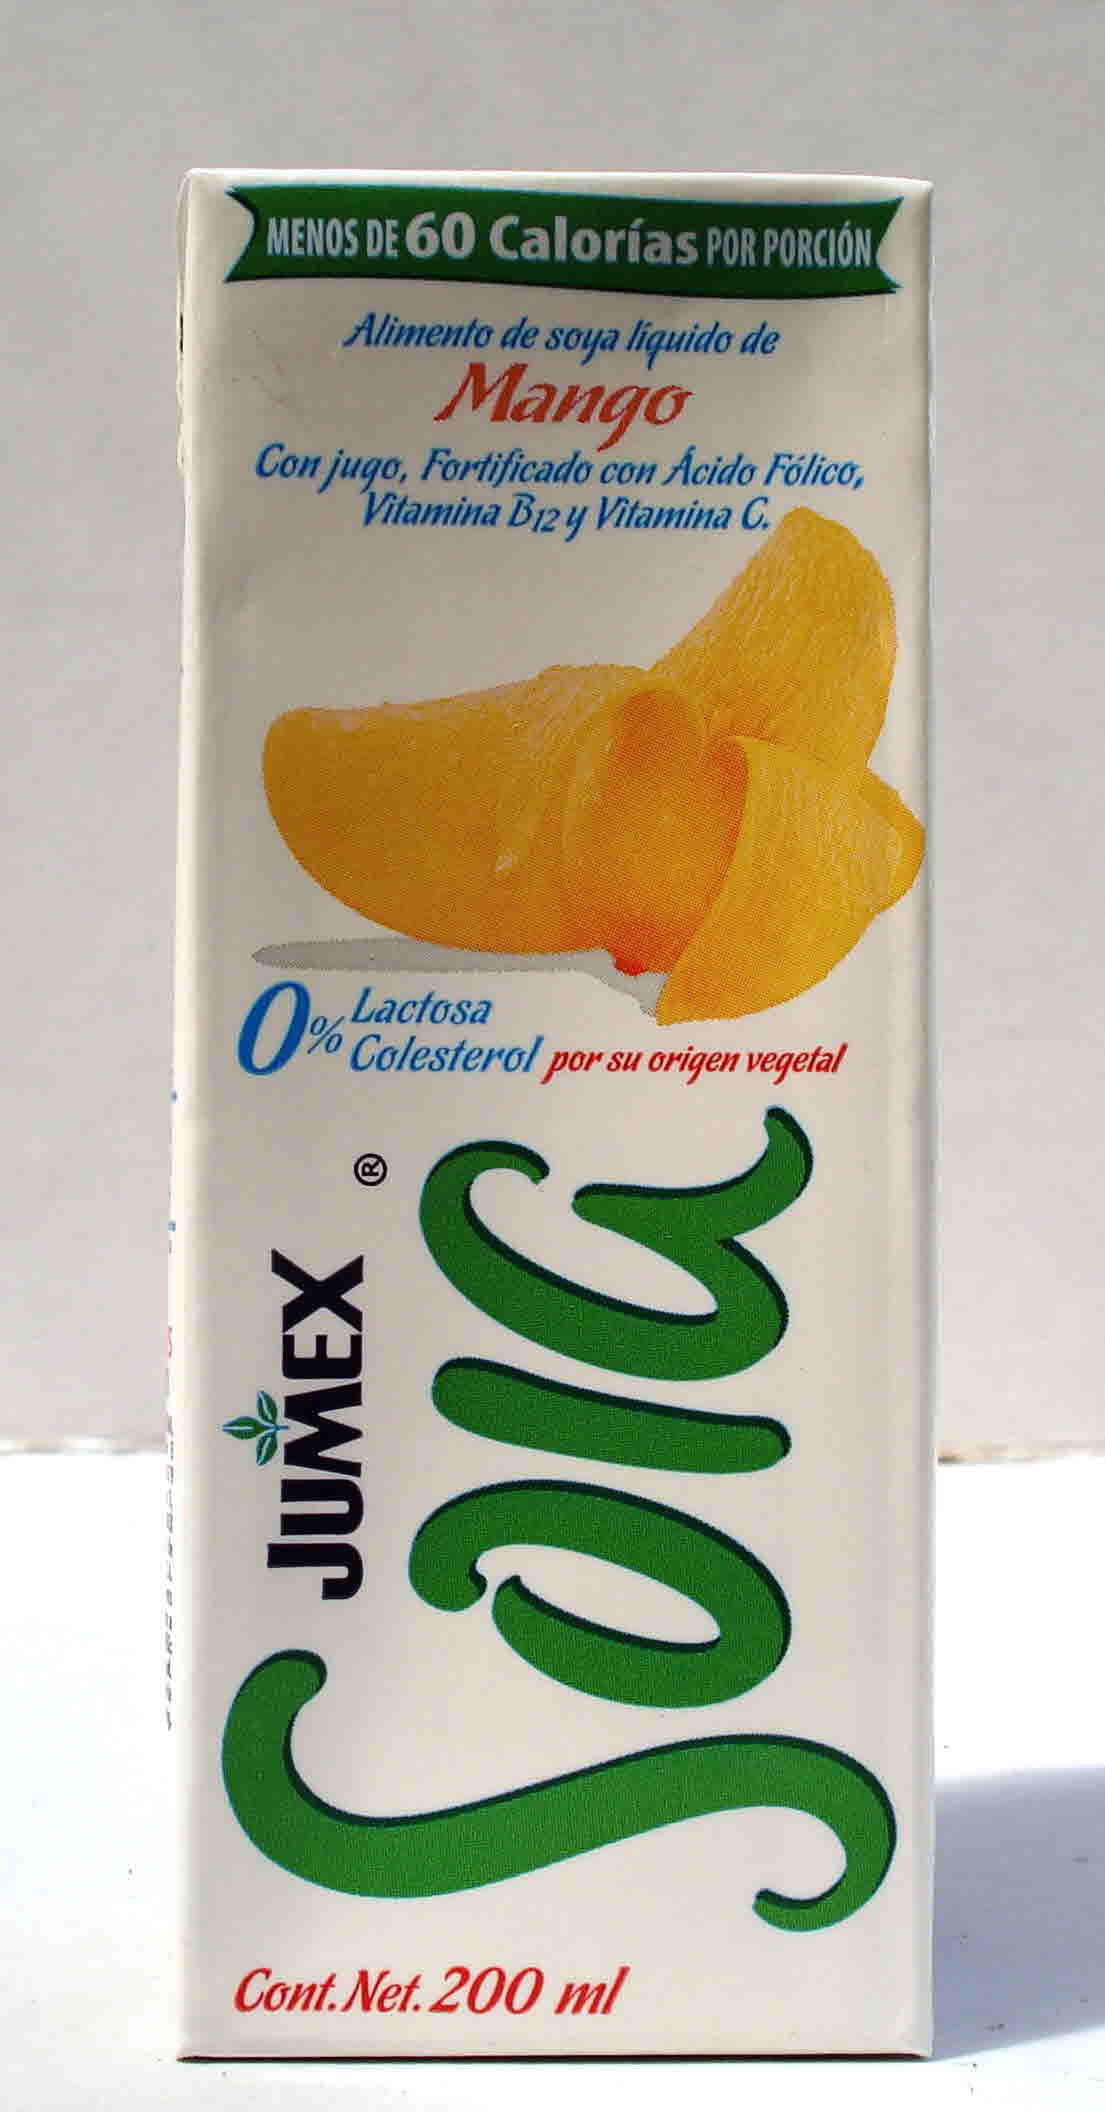 MENOS DE 60 Calorías POR PORCIÓN
Alimento de soya líquido de
Mango
Con jugo, Fortificado con Ácido Fólico,
Vitamina B12 y Vitamina C.
0% Lactosa
Colesterol por su origen vegetal
JUMEX ®
Soia
Cont. Net. 200 ml